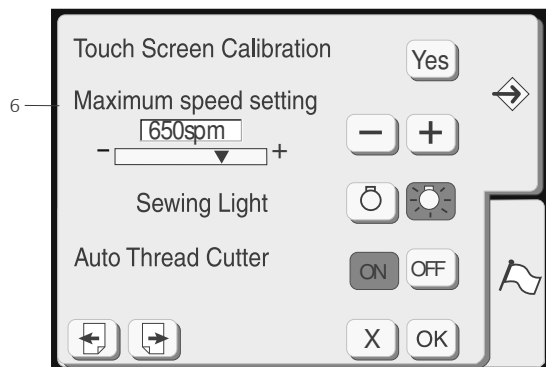 Touch Screen Calibration Yes
6 Maximum speed setting
650spm
- +
− +
Sewing Light
Auto Thread Cutter ON OFF
X OK